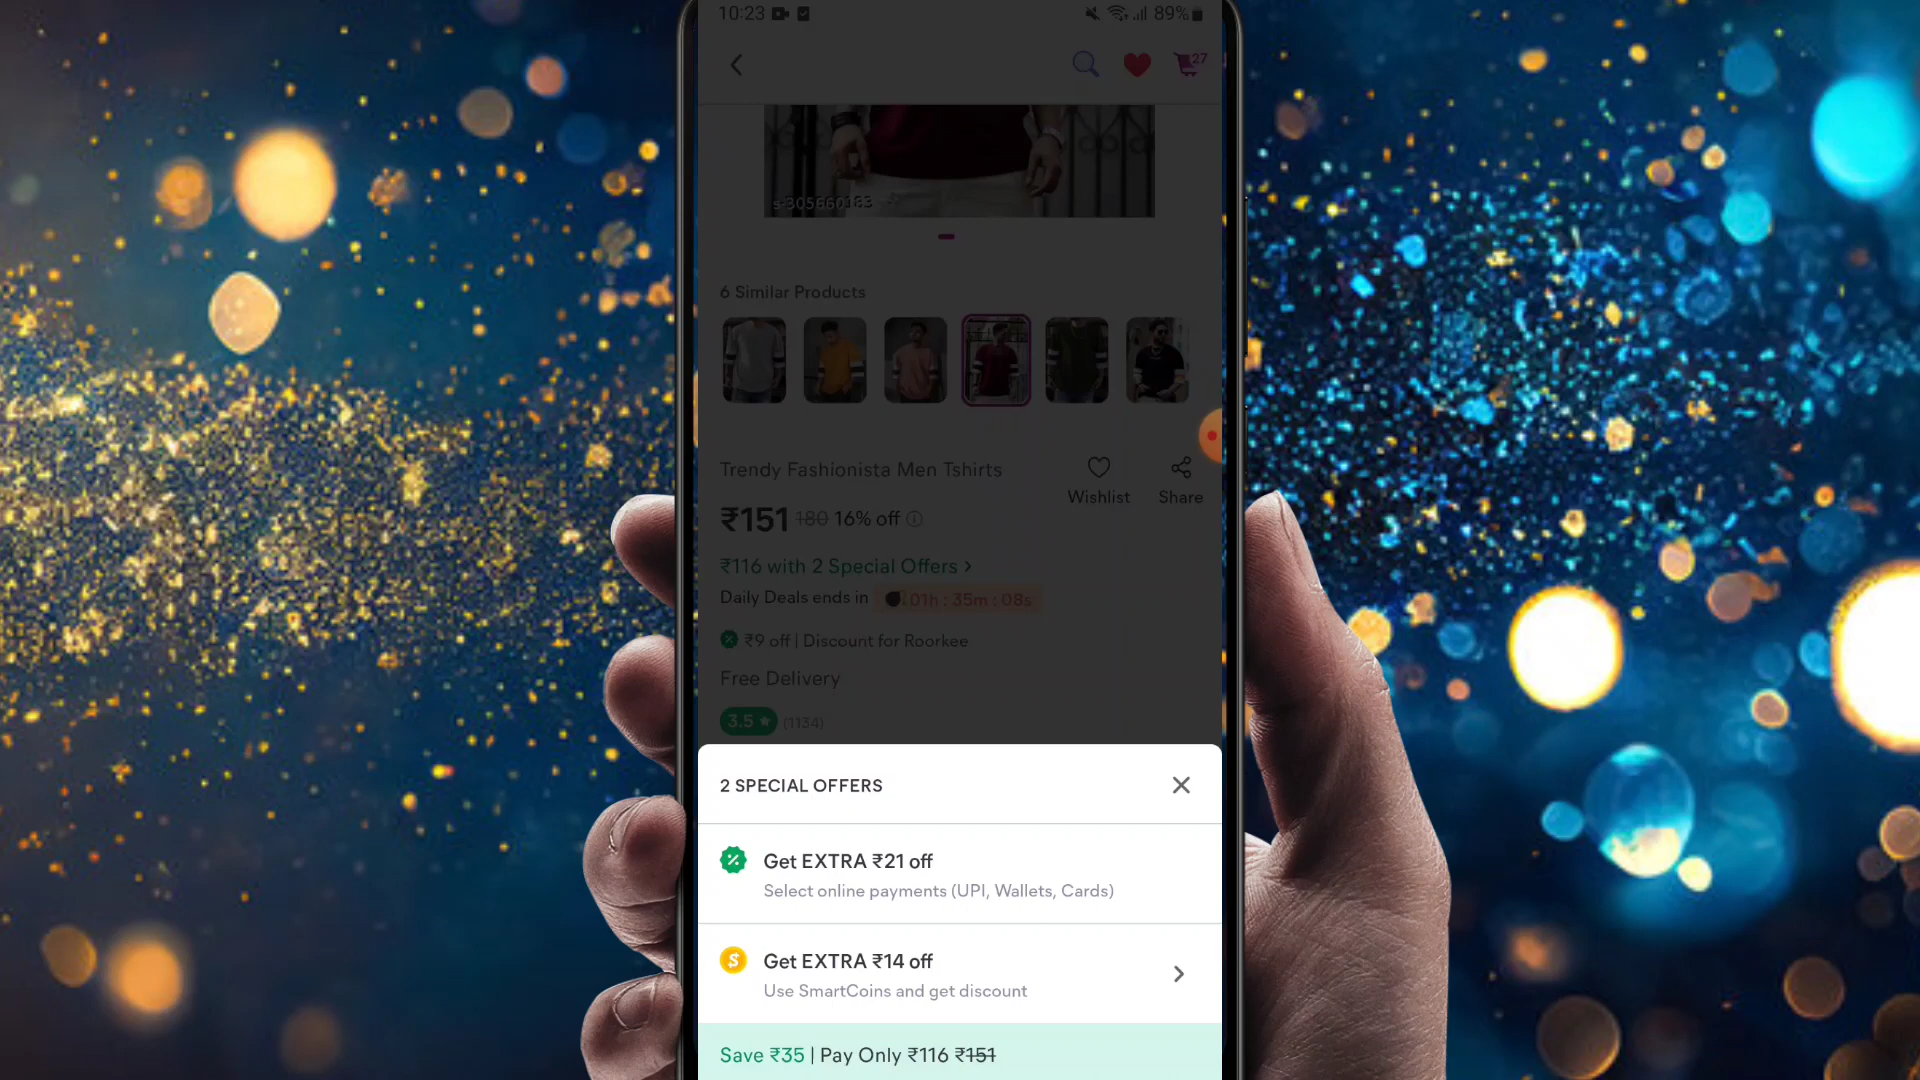 10:23 89%
27
s-305660183
6 Similar Products
Trendy Fashionista Men Tshirts
Wishlist Share
₹151 180 16% off
₹116 with 2 Special Offers >
Daily Deals ends in 01h : 35m : 08s
₹9 off | Discount for Roorkee
Free Delivery
3.5 ★ (1134)
2 SPECIAL OFFERS
Get EXTRA ₹21 off
Select online payments (UPI, Wallets, Cards)
Get EXTRA ₹14 off
Use SmartCoins and get discount
Save ₹35 | Pay Only ₹116 ₹151